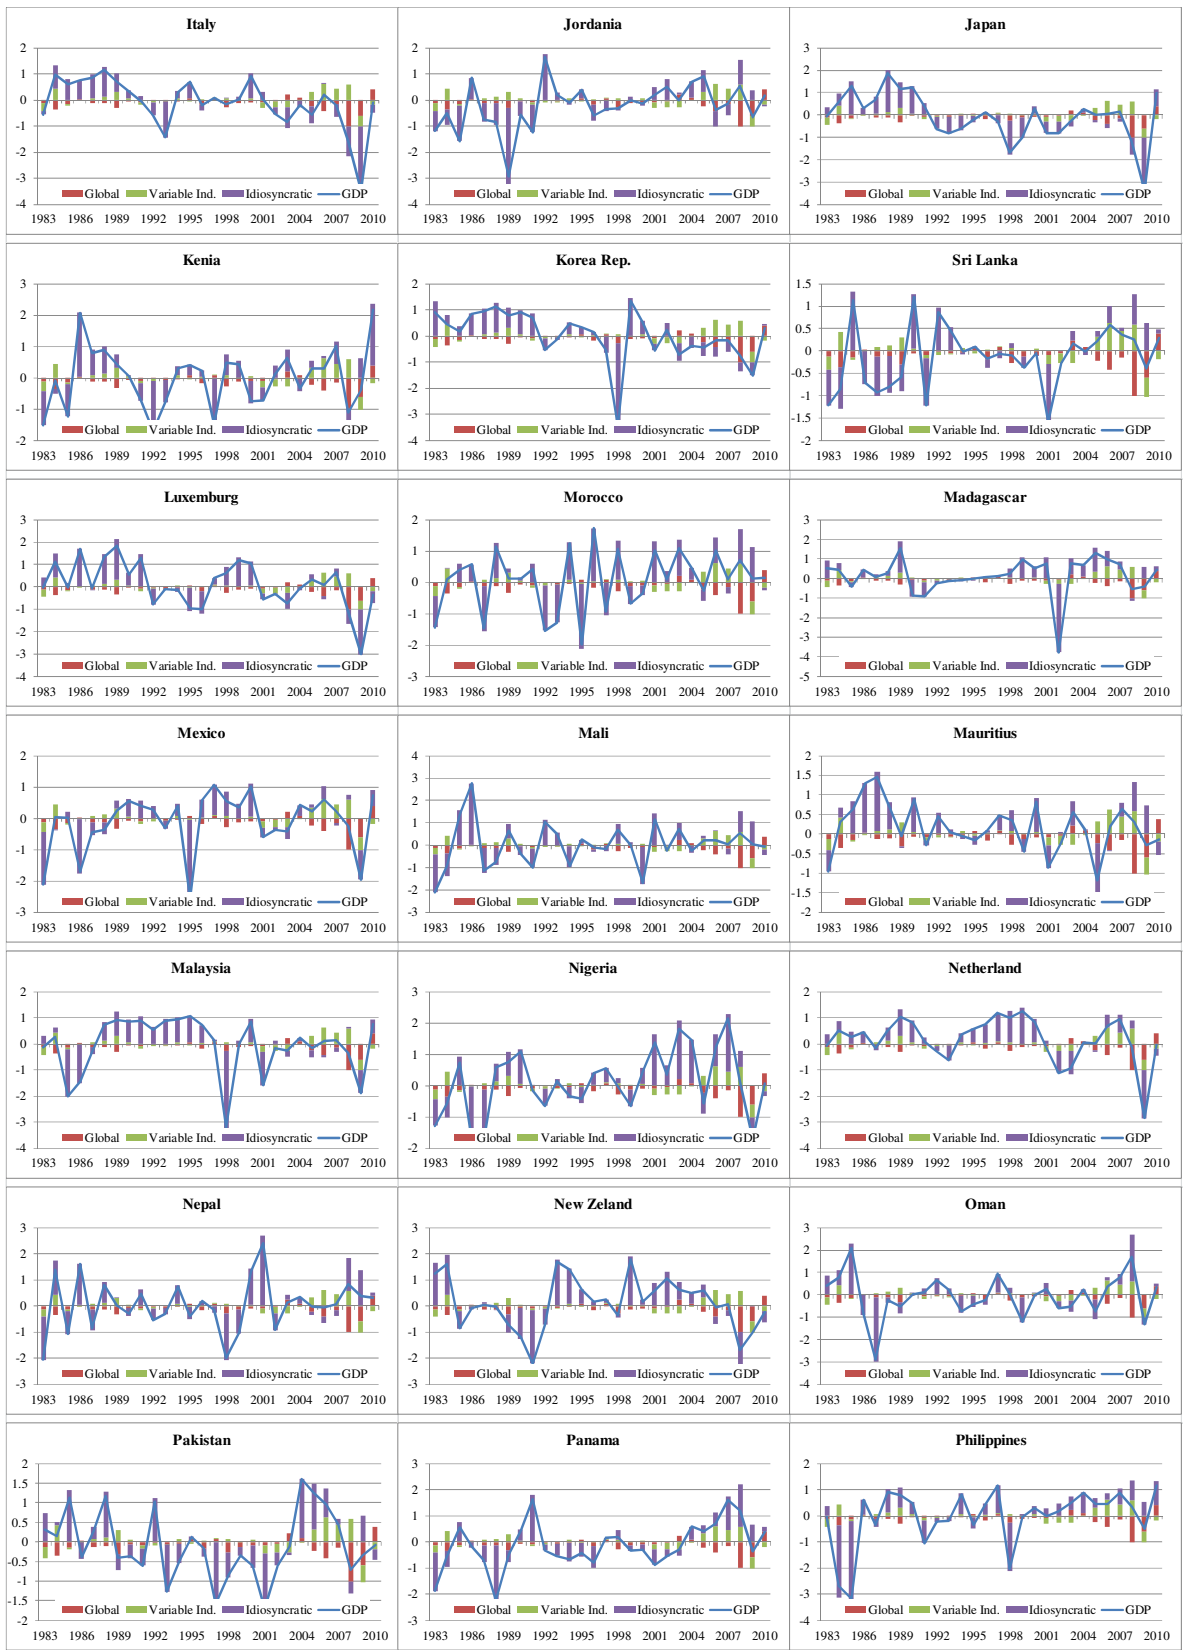 Italy
2
1
0
-1
-2
-3
-4
Global Variable Ind. Idiosyncratic GDP
1983 1986 1989 1992 1995 1998 2001 2004 2007 2010
Jordania
2
1
0
-1
-2
-3
-4
Global Variable Ind. Idiosyncratic GDP
1983 1986 1989 1992 1995 1998 2001 2004 2007 2010
Japan
3
2
1
0
-1
-2
-3
-4
Global Variable Ind. Idiosyncratic GDP
1983 1986 1989 1992 1995 1998 2001 2004 2007 2010
Kenia
3
2
1
0
-1
-2
Global Variable Ind. Idiosyncratic GDP
1983 1986 1989 1992 1995 1998 2001 2004 2007 2010
Korea Rep.
2
1
0
-1
-2
-3
-4
Global Variable Ind. Idiosyncratic GDP
1983 1986 1989 1992 1995 1998 2001 2004 2007 2010
Sri Lanka
1.5
1
0.5
0
-0.5
-1
-1.5
-2
Global Variable Ind. Idiosyncratic GDP
1983 1986 1989 1992 1995 1998 2001 2004 2007 2010
Luxemburg
3
2
1
0
-1
-2
-3
-4
Global Variable Ind. Idiosyncratic GDP
1983 1986 1989 1992 1995 1998 2001 2004 2007 2010
Morocco
2
1
0
-1
-2
-3
Global Variable Ind. Idiosyncratic GDP
1983 1986 1989 1992 1995 1998 2001 2004 2007 2010
Madagascar
3
2
1
0
-1
-2
-3
-4
-5
Global Variable Ind. Idiosyncratic GDP
1983 1986 1989 1992 1995 1998 2001 2004 2007 2010
Mexico
2
1
0
-1
-2
-3
Global Variable Ind. Idiosyncratic GDP
1983 1986 1989 1992 1995 1998 2001 2004 2007 2010
Mali
4
3
2
1
0
-1
-2
-3
Global Variable Ind. Idiosyncratic GDP
1983 1986 1989 1992 1995 1998 2001 2004 2007 2010
Mauritius
2
1.5
1
0.5
0
-0.5
-1
-1.5
-2
Global Variable Ind. Idiosyncratic GDP
1983 1986 1989 1992 1995 1998 2001 2004 2007 2010
Malaysia
2
1
0
-1
-2
-3
-4
Global Variable Ind. Idiosyncratic GDP
1983 1986 1989 1992 1995 1998 2001 2004 2007 2010
Nigeria
3
2
1
0
-1
-2
Global Variable Ind. Idiosyncratic GDP
1983 1986 1989 1992 1995 1998 2001 2004 2007 2010
Netherland
2
1
0
-1
-2
-3
-4
Global Variable Ind. Idiosyncratic GDP
1983 1986 1989 1992 1995 1998 2001 2004 2007 2010
Nepal
3
2
1
0
-1
-2
-3
Global Variable Ind. Idiosyncratic GDP
1983 1986 1989 1992 1995 1998 2001 2004 2007 2010
New Zeland
3
2
1
0
-1
-2
-3
Global Variable Ind. Idiosyncratic GDP
1983 1986 1989 1992 1995 1998 2001 2004 2007 2010
Oman
3
2
1
0
-1
-2
-3
-4
Global Variable Ind. Idiosyncratic GDP
1983 1986 1989 1992 1995 1998 2001 2004 2007 2010
Pakistan
2
1.5
1
0.5
0
-0.5
-1
-1.5
-2
Global Variable Ind. Idiosyncratic GDP
1983 1986 1989 1992 1995 1998 2001 2004 2007 2010
Panama
3
2
1
0
-1
-2
-3
Global Variable Ind. Idiosyncratic GDP
1983 1986 1989 1992 1995 1998 2001 2004 2007 2010
Philippines
2
1
0
-1
-2
-3
-4
Global Variable Ind. Idiosyncratic GDP
1983 1986 1989 1992 1995 1998 2001 2004 2007 2010